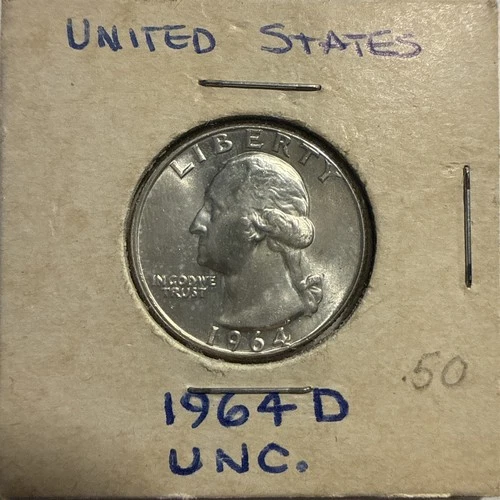 UNITED STATES
LIBERTY
IN GOD WE
TRUST
1964
.50
1964 D
UNC.